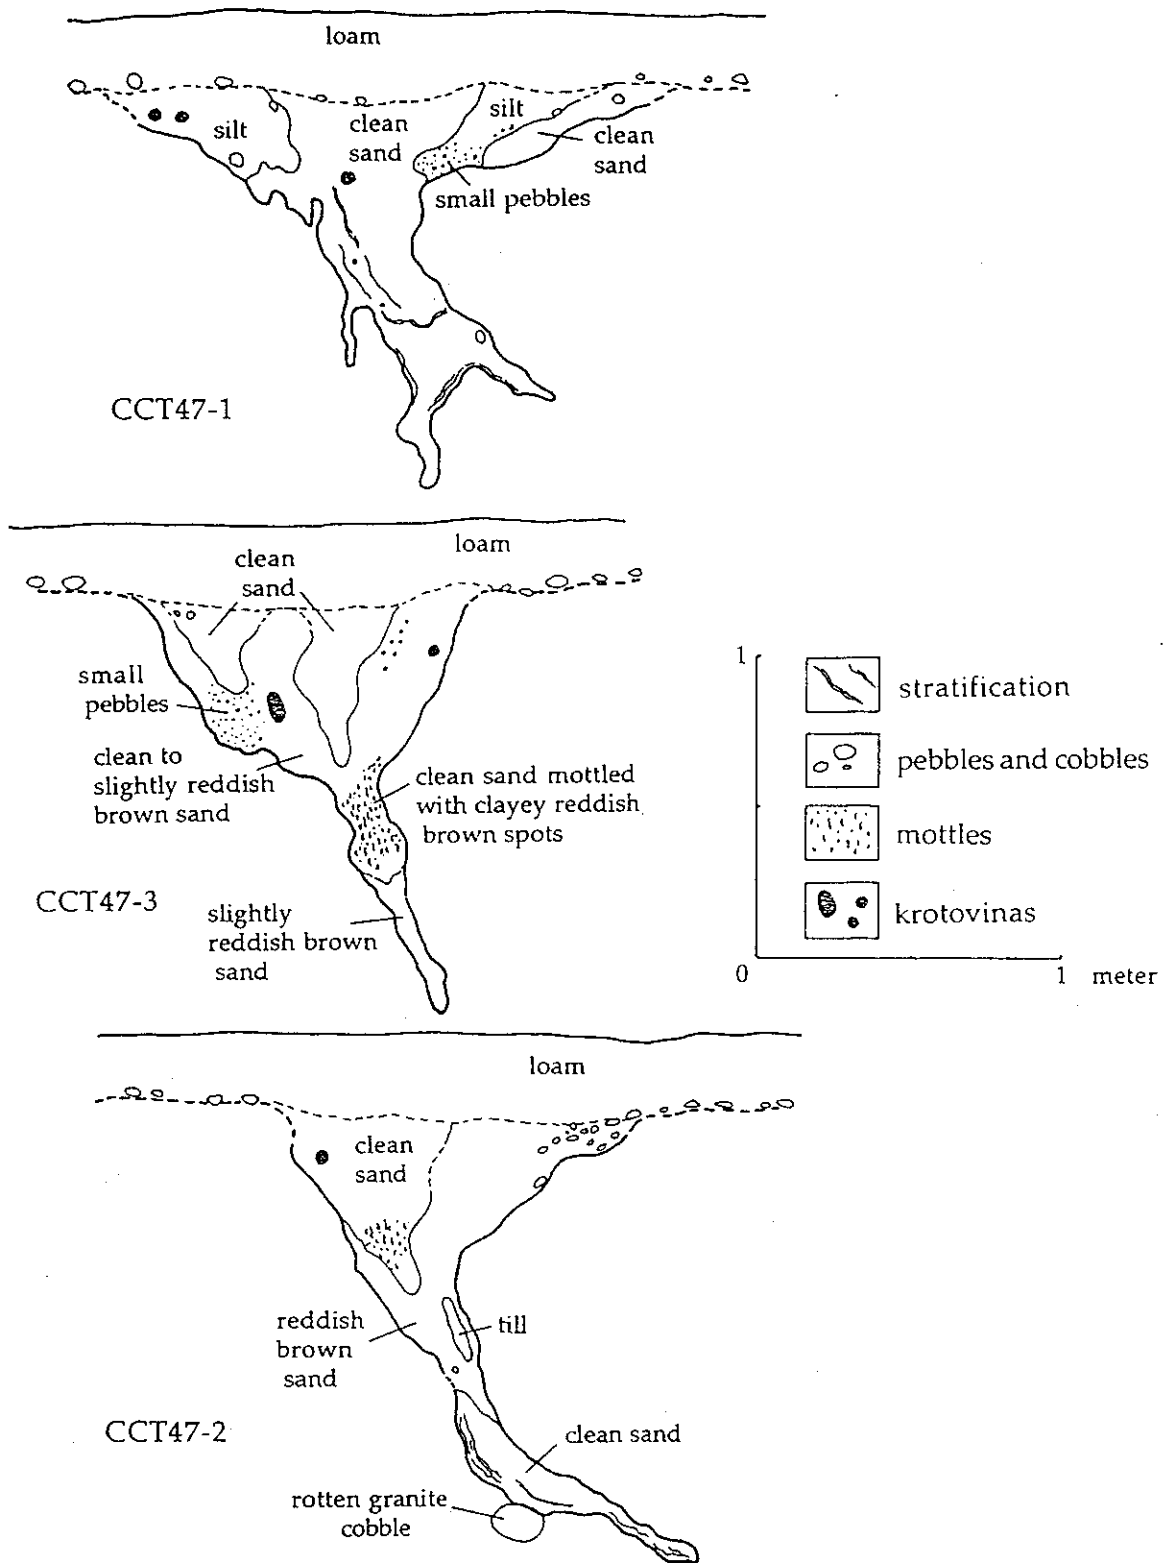 loam
silt
clean
sand
silt
clean
sand
small pebbles
CCT47-1
loam
clean
sand
small
pebbles
clean to
slightly reddish
brown sand
clean sand mottled
with clayey reddish
brown spots
CCT47-3
slightly
reddish brown
sand
1
stratification
pebbles and cobbles
mottles
krotovinas
0
1 meter
loam
clean
sand
reddish
brown
sand
till
CCT47-2
clean sand
rotten granite
cobble